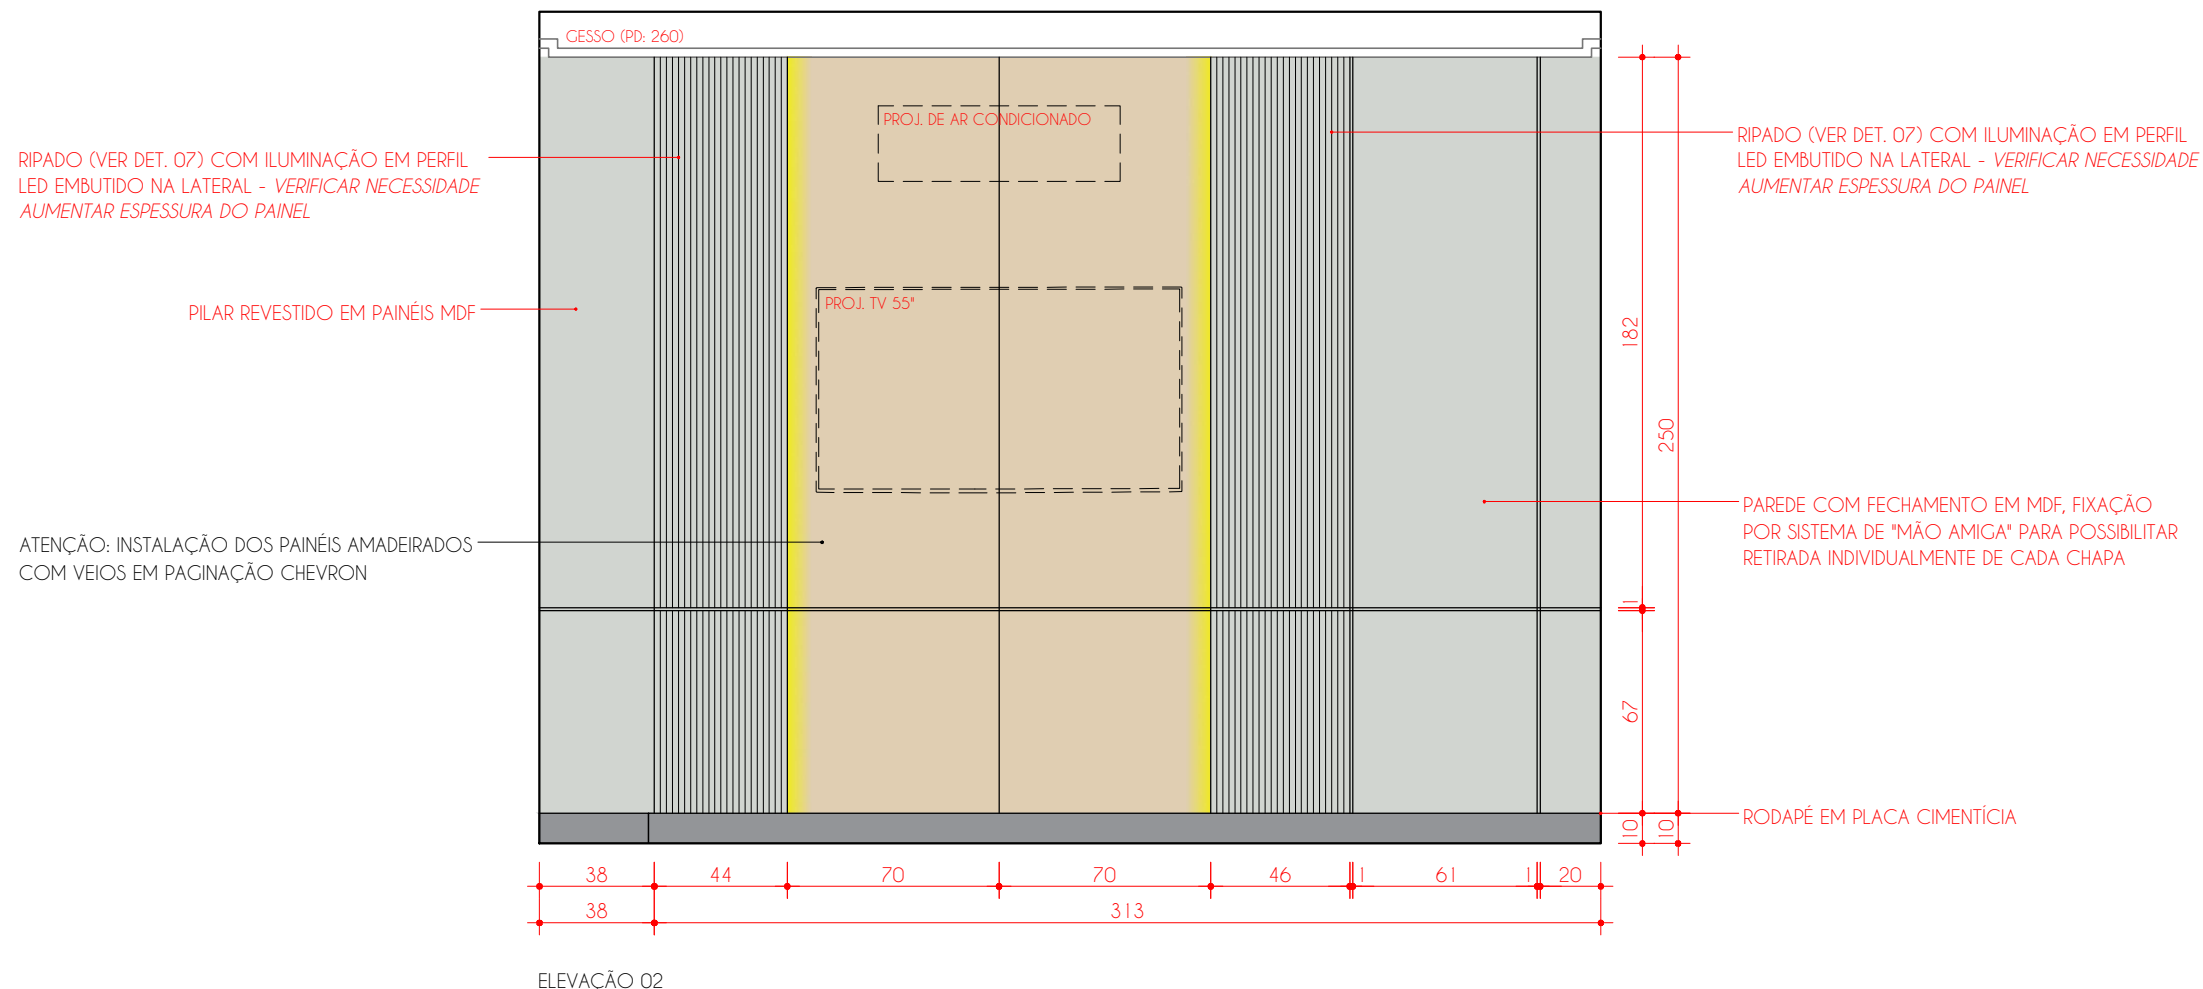 GESSO (PD: 260)
PROJ. DE AR CONDICIONADO
RIPADO (VER DET. 07) COM ILUMINAÇÃO EM PERFIL
LED EMBUTIDO NA LATERAL - VERIFICAR NECESSIDADE
AUMENTAR ESPESSURA DO PAINEL
RIPADO (VER DET. 07) COM ILUMINAÇÃO EM PERFIL
LED EMBUTIDO NA LATERAL - VERIFICAR NECESSIDADE
AUMENTAR ESPESSURA DO PAINEL
PROJ. TV 55"
PILAR REVESTIDO EM PAINÉIS MDF
182
250
PAREDE COM FECHAMENTO EM MDF, FIXAÇÃO
POR SISTEMA DE "MÃO AMIGA" PARA POSSIBILITAR
RETIRADA INDIVIDUALMENTE DE CADA CHAPA
ATENÇÃO: INSTALAÇÃO DOS PAINÉIS AMADEIRADOS
COM VEIOS EM PAGINAÇÃO CHEVRON
1
67
RODAPÉ EM PLACA CIMENTÍCIA
10 10
38 44 70 70 46 1 61 1 20
38 313
ELEVAÇÃO 02